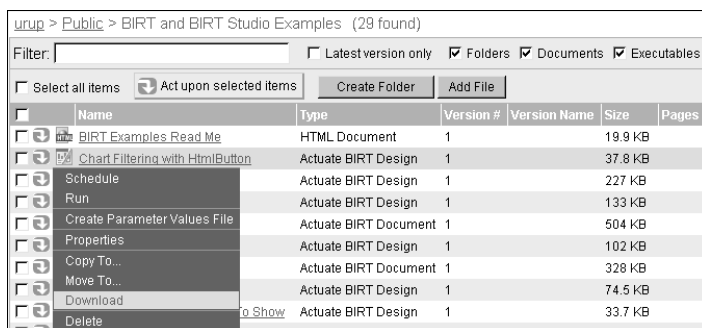 urup > Public > BIRT and BIRT Studio Examples (29 found)
Filter: Latest version only Folders Documents Executables
Select all items Act upon selected items Create Folder Add File
Name Type Version # Version Name Size Pages
BIRT Examples Read Me HTML Document 1 19.9 KB
Chart Filtering with HtmlButton Actuate BIRT Design 1 37.8 KB
Schedule Actuate BIRT Design 1 227 KB
Run Actuate BIRT Design 1 133 KB
Create Parameter Values File Actuate BIRT Document 1 504 KB
Properties Actuate BIRT Design 1 102 KB
Copy To... Actuate BIRT Document 1 328 KB
Move To... Actuate BIRT Design 1 74.5 KB
Download To Show Actuate BIRT Design 1 33.7 KB
Delete